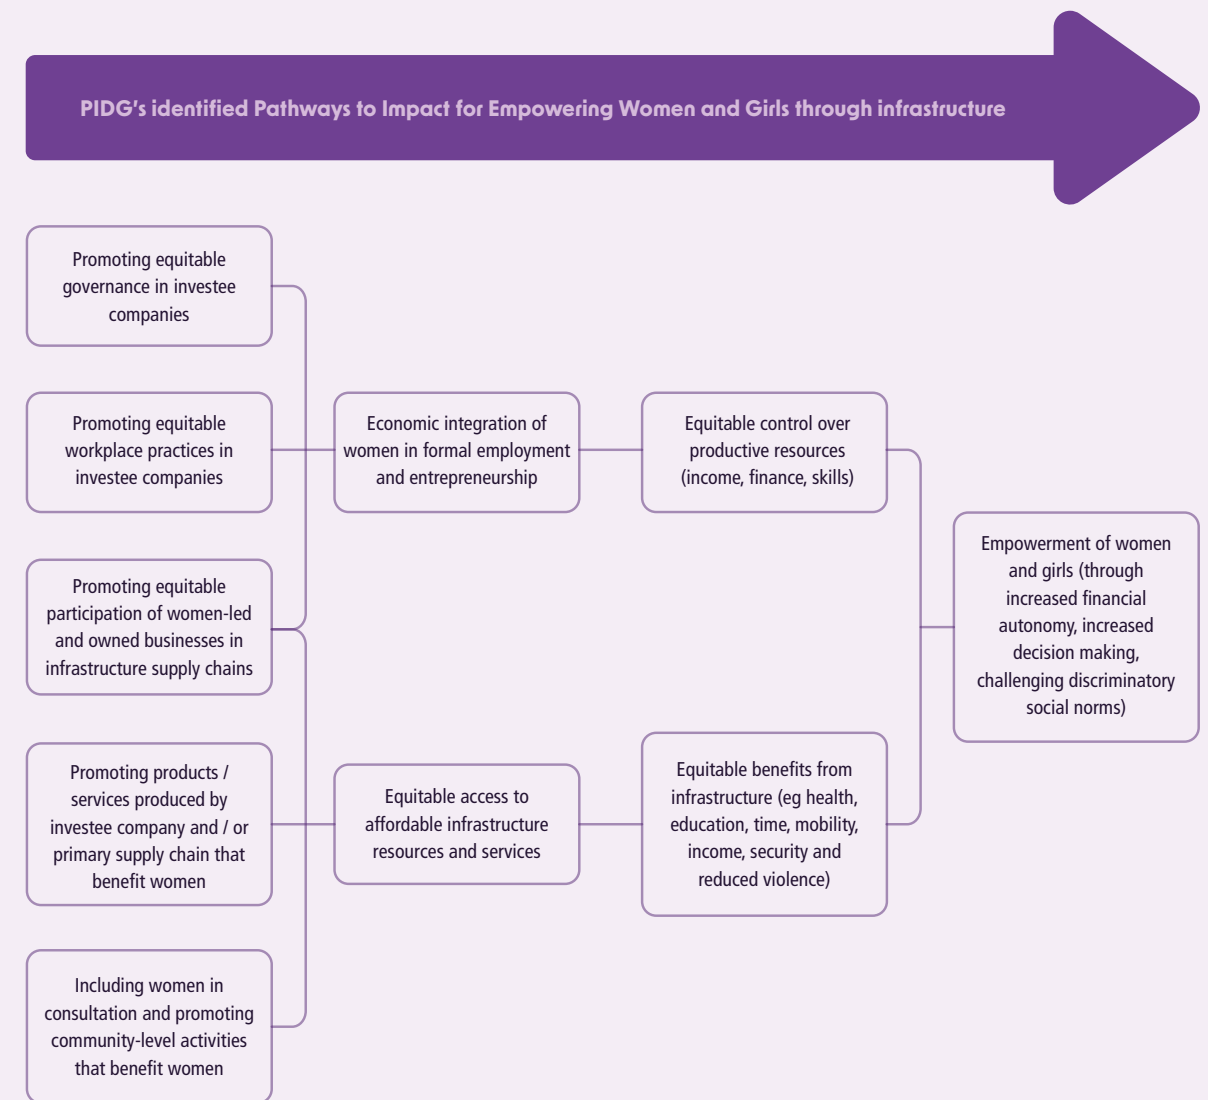 PIDG's identified Pathways to Impact for Empowering Women and Girls through infrastructure
Promoting equitable
governance in investee
companies
Promoting equitable
workplace practices in
investee companies
Promoting equitable
participation of women-led
and owned businesses in
infrastructure supply chains
Promoting products /
services produced by
investee company and / or
primary supply chain that
benefit women
Including women in
consultation and promoting
community-level activities
that benefit women
Economic integration of
women in formal employment
and entrepreneurship
Equitable access to
affordable infrastructure
resources and services
Equitable control over
productive resources
(income, finance, skills)
Equitable benefits from
infrastructure (eg health,
education, time, mobility,
income, security and
reduced violence)
Empowerment of women
and girls (through
increased financial
autonomy, increased
decision making,
challenging discriminatory
social norms)